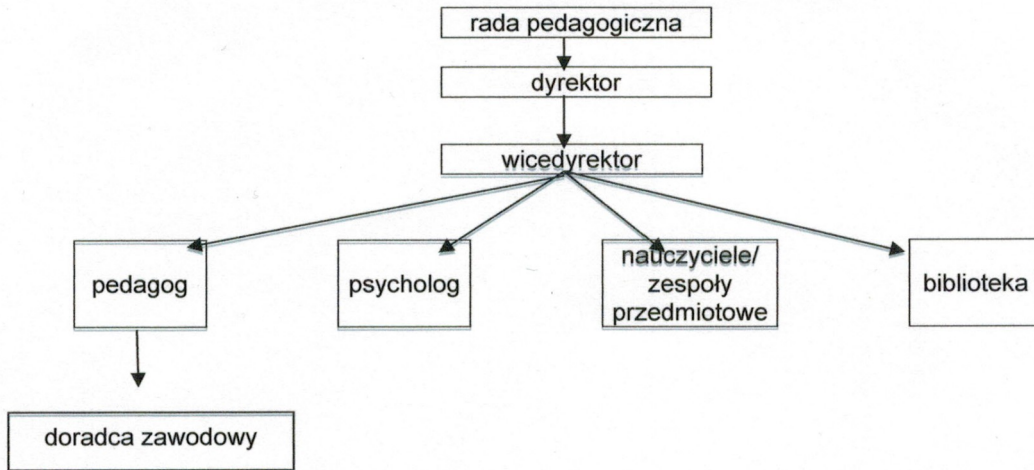 rada pedagogiczna
dyrektor
wicedyrektor
pedagog
psycholog
nauczyciele/
zespoły
przedmiotowe
biblioteka
doradca zawodowy